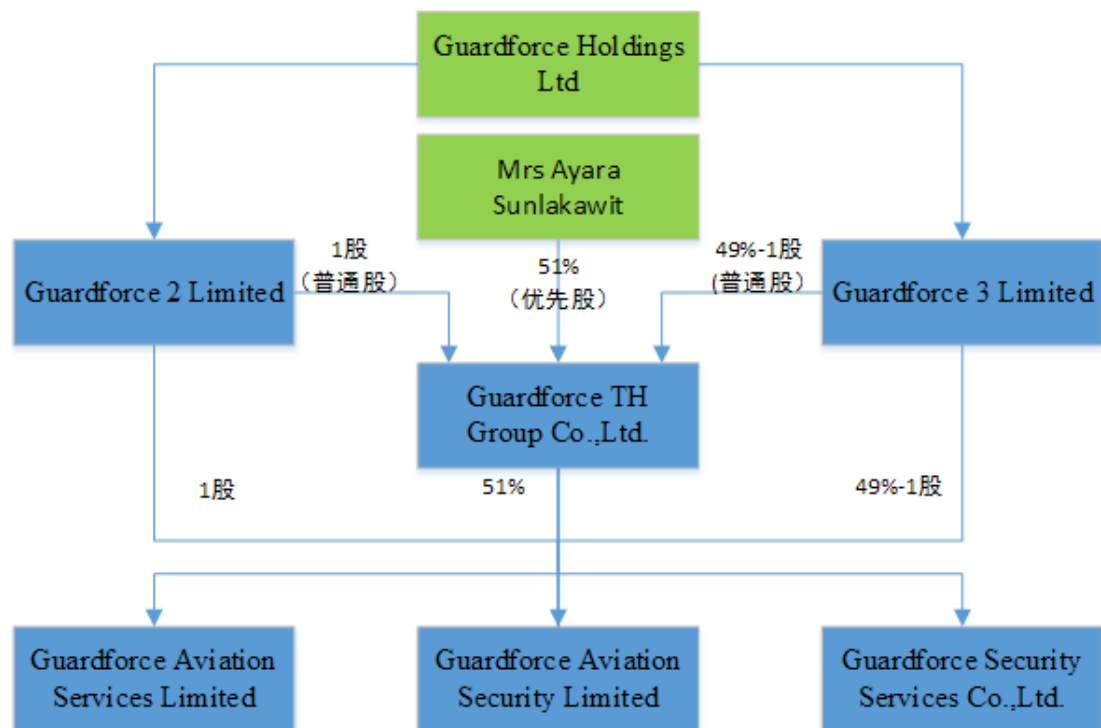 Guardforce Holdings
Ltd
Mrs Ayara
Sunlakawit
Guardforce 2 Limited
1股
（普通股）
51%
（优先股）
49%-1股
(普通股）
Guardforce 3 Limited
Guardforce TH
Group Co.,Ltd.
1股
51%
49%-1股
Guardforce Aviation
Services Limited
Guardforce Aviation
Security Limited
Guardforce Security
Services Co.,Ltd.